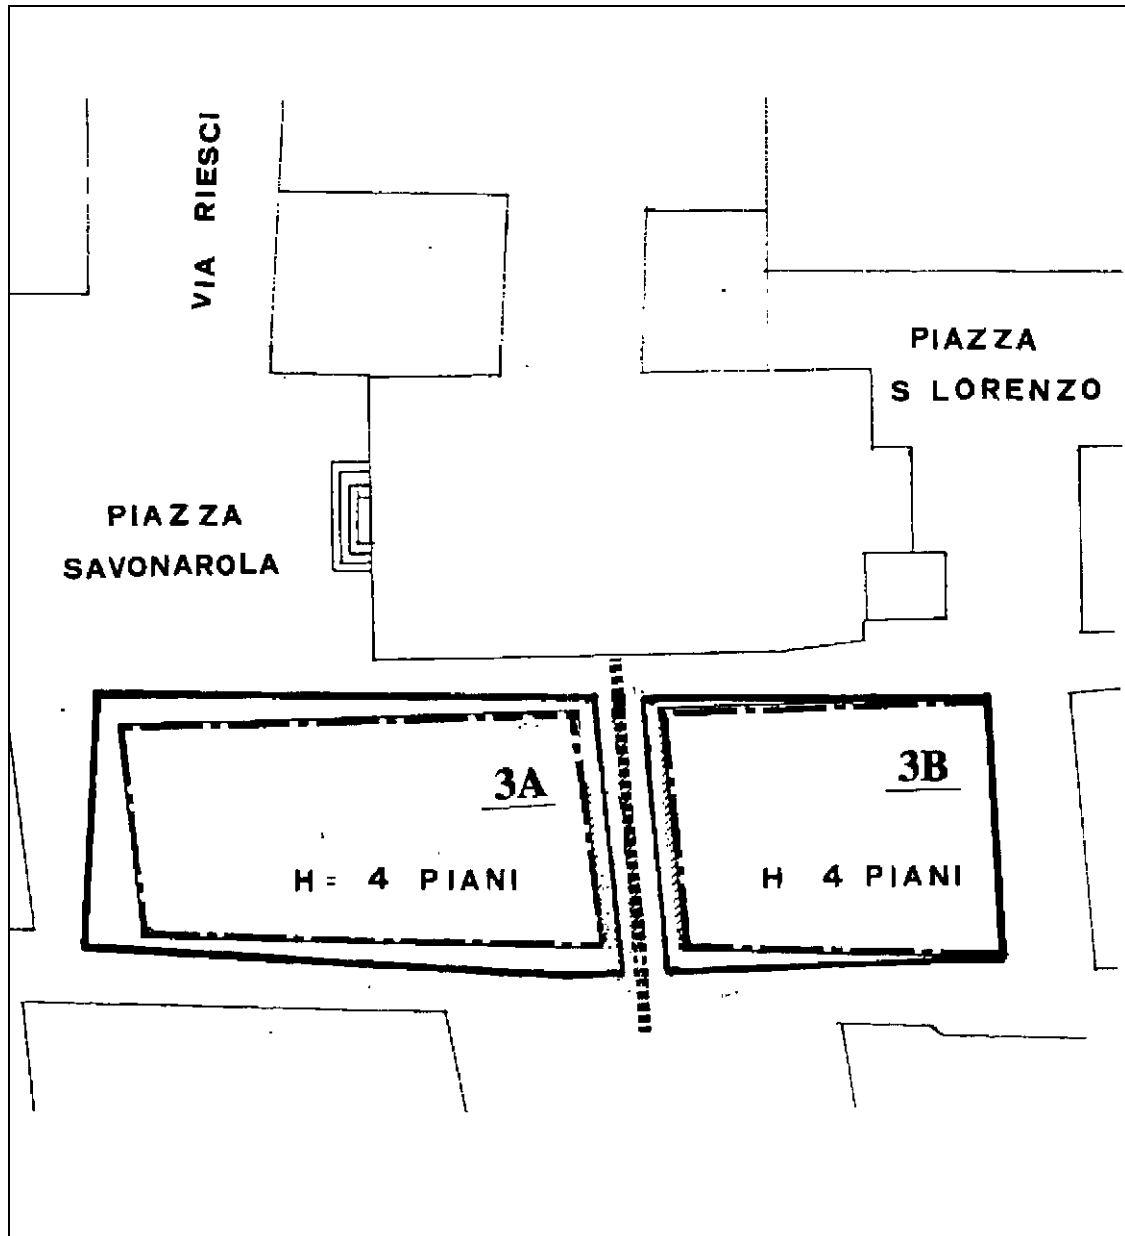 VIA RIESCI
PIAZZA
S LORENZO
PIAZZA
SAVONAROLA
3A
3B
H = 4 PIANI
H 4 PIANI